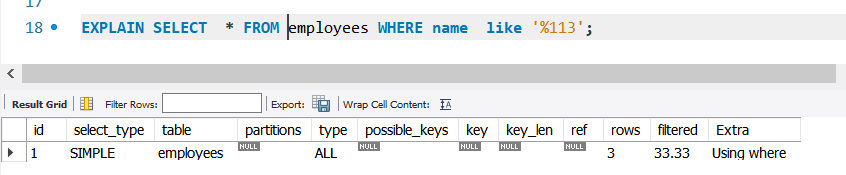 17
18 EXPLAIN SELECT * FROM employees WHERE name like '%113';
Result Grid Filter Rows: Export: Wrap Cell Content: IA
id select_type table partitions type possible_keys key key_len ref rows filtered Extra
1 SIMPLE employees NULL ALL NULL NULL NULL NULL 3 33.33 Using where